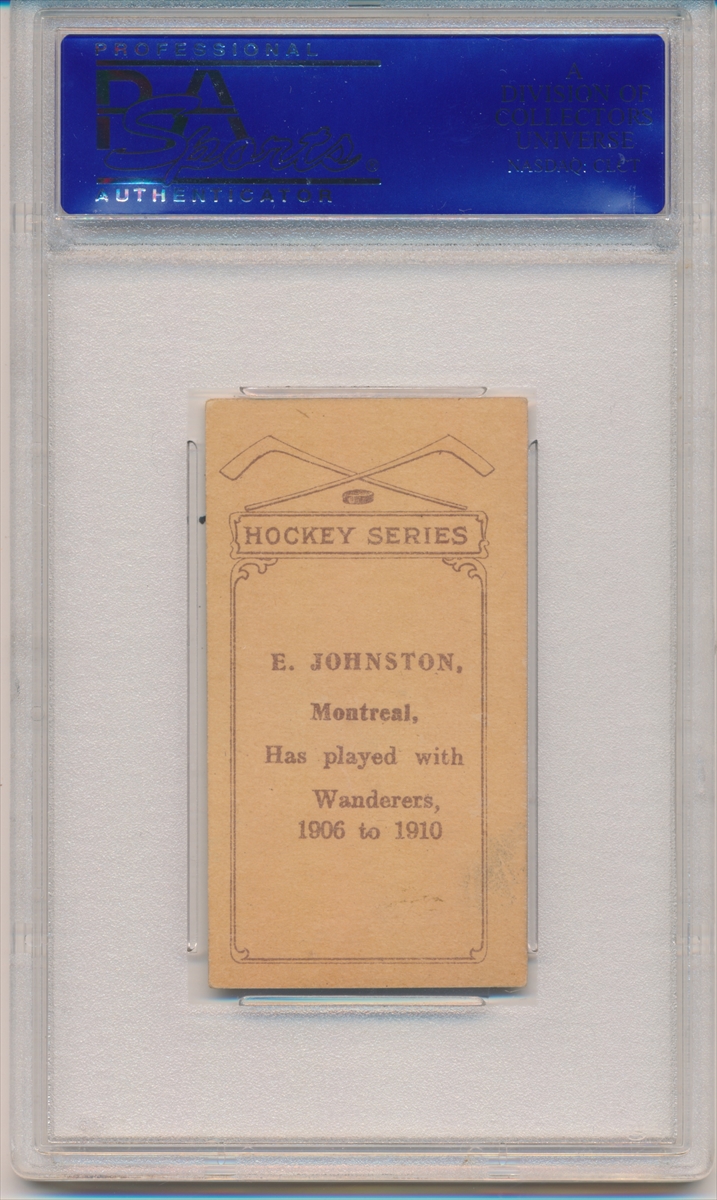 PROFESSIONAL
PSA
Sports®
AUTHENTICATOR
A
DIVISION OF
COLLECTORS
UNIVERSE
NASDAQ: CLCT
HOCKEY SERIES
E. JOHNSTON,
Montreal,
Has played with
Wanderers,
1906 to 1910